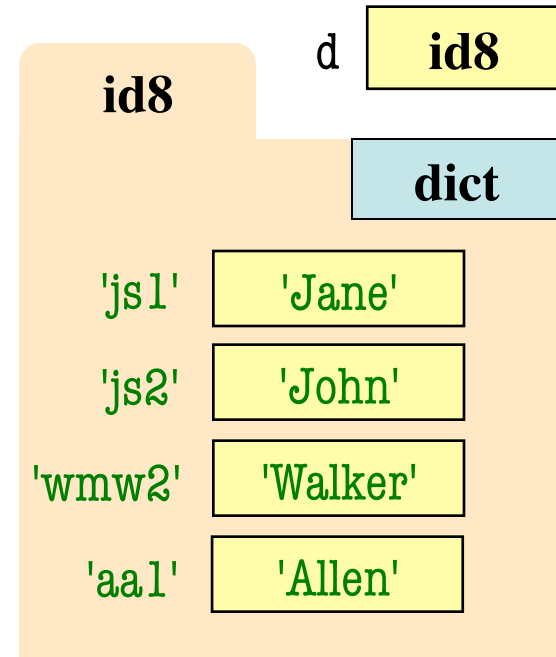 d id8
id8
dict
'js1' 'Jane'
'js2' 'John'
'wmw2' 'Walker'
'aa1' 'Allen'